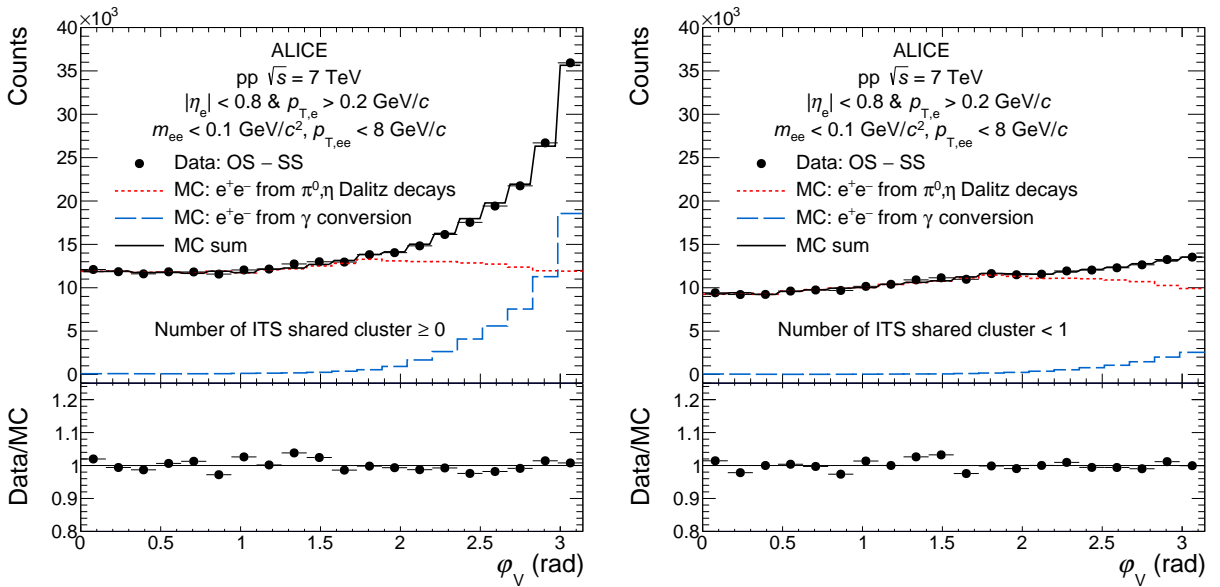 ×10³
Counts
40
35
30
25
20
15
10
5
0
ALICE
pp √s = 7 TeV
|ηₑ| < 0.8 & p_T,e > 0.2 GeV/c
m_ee < 0.1 GeV/c², p_T,ee < 8 GeV/c
Data: OS − SS
MC: e⁺e⁻ from π⁰,η Dalitz decays
MC: e⁺e⁻ from γ conversion
MC sum
Number of ITS shared cluster ≥ 0
Data/MC
1.2
1.1
1
0.9
0.8
0 0.5 1 1.5 2 2.5 3
φ_V (rad)
×10³
Counts
40
35
30
25
20
15
10
5
0
ALICE
pp √s = 7 TeV
|ηₑ| < 0.8 & p_T,e > 0.2 GeV/c
m_ee < 0.1 GeV/c², p_T,ee < 8 GeV/c
Data: OS − SS
MC: e⁺e⁻ from π⁰,η Dalitz decays
MC: e⁺e⁻ from γ conversion
MC sum
Number of ITS shared cluster < 1
Data/MC
1.2
1.1
1
0.9
0.8
0 0.5 1 1.5 2 2.5 3
φ_V (rad)